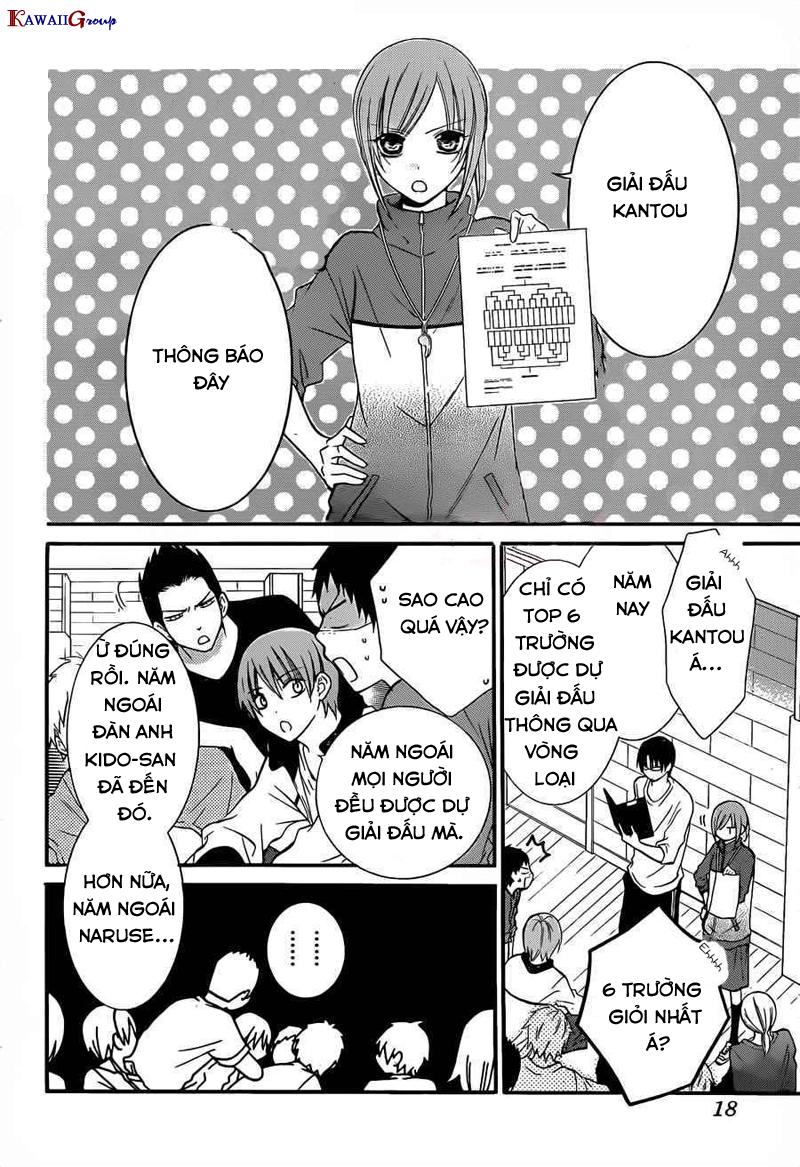 KAWAIIGroup
GIẢI ĐẤU
KANTOU
THÔNG BÁO
ĐÂY
Ahhh
GIẢI
ĐẤU
KANTOU
Á...
NĂM
NAY
CHỈ CÓ
TOP 6
TRƯỜNG
ĐƯỢC DỰ
GIẢI ĐẤU
THÔNG QUA
VÒNG
LOẠI
Ehhhh
6 TRƯỜNG
GIỎI NHẤT
Á?
SAO CAO
QUÁ VẬY?
NĂM NGOÁI
MỌI NGƯỜI
ĐỀU ĐƯỢC DỰ
GIẢI ĐẤU MÀ.
Ừ ĐÚNG
RỒI. NĂM
NGOÁI
ĐÀN ANH
KIDO-SAN
ĐÃ ĐẾN
ĐÓ.
HƠN NỮA,
NĂM NGOÁI
NARUSE...
......
18